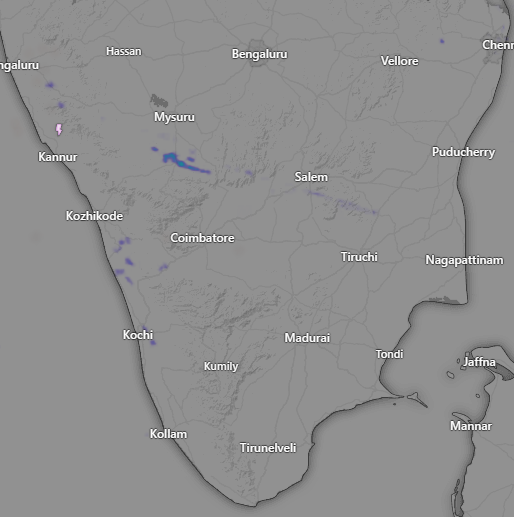 Hassan
Bengaluru
Chenn
Vellore
ngaluru
Mysuru
Kannur
Puducherry
Salem
Kozhikode
Coimbatore
Tiruchi
Nagapattinam
Kochi
Madurai
Tondi
Jaffna
Kumily
Mannar
Kollam
Tirunelveli